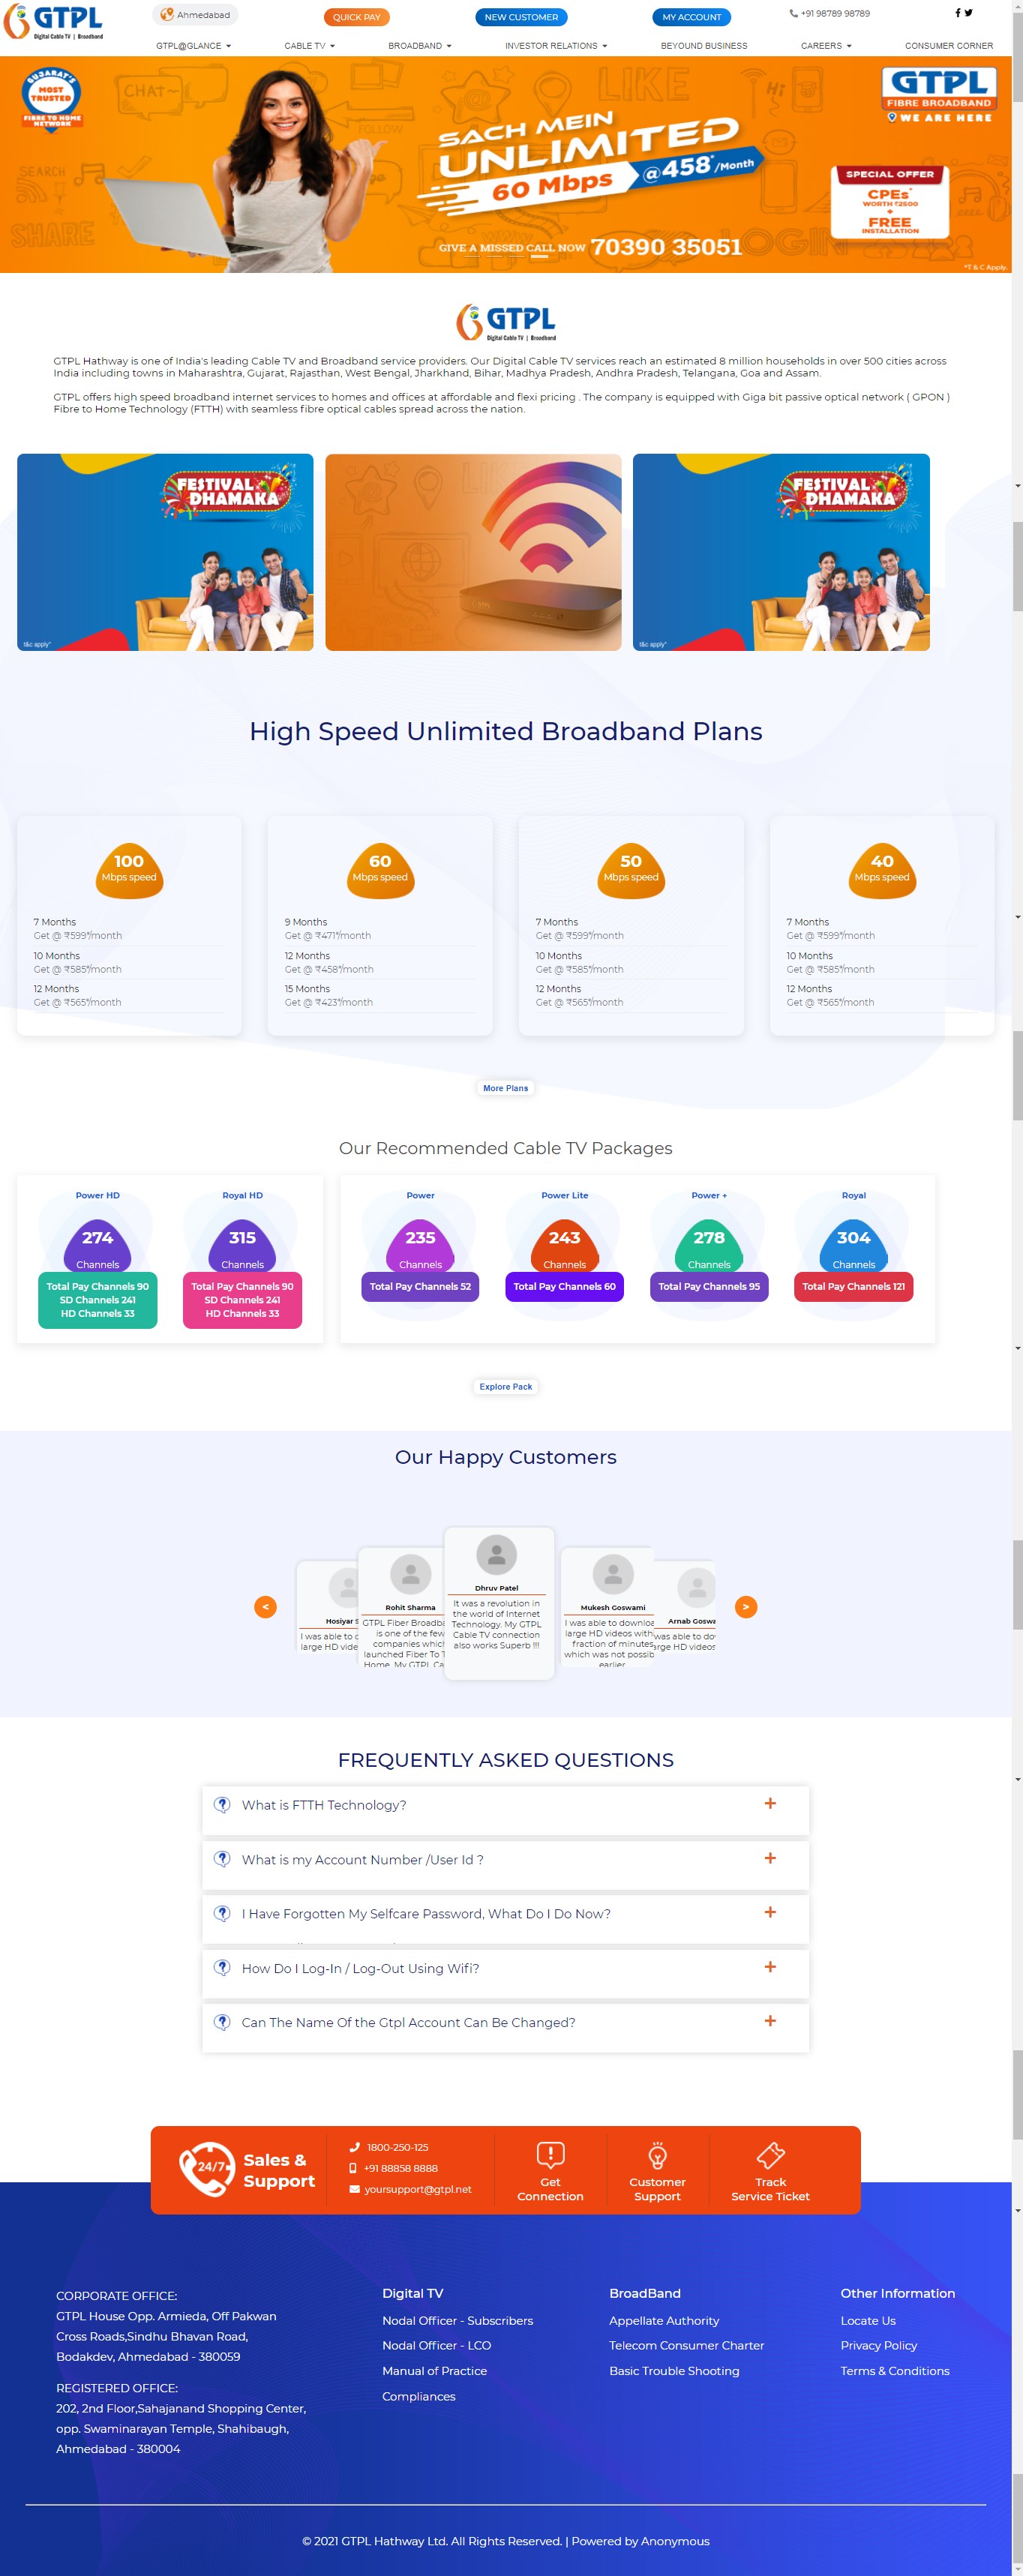 GTPL
Digital Cable TV | Broadband
Ahmedabad
QUICK PAY
NEW CUSTOMER
MY ACCOUNT
+91 98789 98789
GTPL@GLANCE
CABLE TV
BROADBAND
INVESTOR RELATIONS
BEYOUND BUSINESS
CAREERS
CONSUMER CORNER
GUJARAT'S
MOST
TRUSTED
FIBRE TO HOME
NETWORK
CHAT~
FOLLOW
LIKE
HI
SEARCH
SHARE
LOGIN
SACH MEIN
UNLIMITED
60 Mbps @458*/Month
GIVE A MISSED CALL NOW 70390 35051
GTPL
FIBRE BROADBAND
WE ARE HERE
SPECIAL OFFER
CPEs*
WORTH ₹2500
+
FREE
INSTALLATION
*T & C Apply.
GTPL
Digital Cable TV | Broadband
GTPL Hathway is one of India's leading Cable TV and Broadband service providers. Our Digital Cable TV services reach an estimated 8 million households in over 500 cities across
India including towns in Maharashtra, Gujarat, Rajasthan, West Bengal, Jharkhand, Bihar, Madhya Pradesh, Andhra Pradesh, Telangana, Goa and Assam.
GTPL offers high speed broadband internet services to homes and offices at affordable and flexi pricing . The company is equipped with Giga bit passive optical network ( GPON )
Fibre to Home Technology (FTTH) with seamless fibre optical cables spread across the nation.
FESTIVAL
DHAMAKA
t&c apply*
FESTIVAL
DHAMAKA
t&c apply*
High Speed Unlimited Broadband Plans
100
Mbps speed
7 Months
Get @ ₹599*/month
10 Months
Get @ ₹585*/month
12 Months
Get @ ₹565*/month
60
Mbps speed
9 Months
Get @ ₹471*/month
12 Months
Get @ ₹458*/month
15 Months
Get @ ₹423*/month
50
Mbps speed
7 Months
Get @ ₹599*/month
10 Months
Get @ ₹585*/month
12 Months
Get @ ₹565*/month
40
Mbps speed
7 Months
Get @ ₹599*/month
10 Months
Get @ ₹585*/month
12 Months
Get @ ₹565*/month
More Plans
Our Recommended Cable TV Packages
Power HD
274
Channels
Total Pay Channels 90
SD Channels 241
HD Channels 33
Royal HD
315
Channels
Total Pay Channels 90
SD Channels 241
HD Channels 33
Power
235
Channels
Total Pay Channels 52
Power Lite
243
Channels
Total Pay Channels 60
Power +
278
Channels
Total Pay Channels 95
Royal
304
Channels
Total Pay Channels 121
Explore Pack
Our Happy Customers
<
Hosiyar S
I was able to d
large HD vide
Rohit Sharma
GTPL Fiber Broadba
is one of the few
companies whic
launched Fiber To T
Home. My GTPL Ca
Dhruv Patel
It was a revolution in
the world of Internet
Technology. My GTPL
Cable TV connection
also works Superb !!!
Mukesh Goswami
I was able to downloa
large HD videos with
fraction of minutes
which was not possib
earlier
Arnab Goswa
was able to do
arge HD videos
>
FREQUENTLY ASKED QUESTIONS
What is FTTH Technology?
+
What is my Account Number /User Id ?
+
I Have Forgotten My Selfcare Password, What Do I Do Now?
+
How Do I Log-In / Log-Out Using Wifi?
+
Can The Name Of the Gtpl Account Can Be Changed?
+
24/7
Sales &
Support
1800-250-125
+91 88858 8888
yoursupport@gtpl.net
Get
Connection
Customer
Support
Track
Service Ticket
CORPORATE OFFICE:
GTPL House Opp. Armieda, Off Pakwan
Cross Roads,Sindhu Bhavan Road,
Bodakdev, Ahmedabad - 380059
REGISTERED OFFICE:
202, 2nd Floor,Sahajanand Shopping Center,
opp. Swaminarayan Temple, Shahibaugh,
Ahmedabad - 380004
Digital TV
Nodal Officer - Subscribers
Nodal Officer - LCO
Manual of Practice
Compliances
BroadBand
Appellate Authority
Telecom Consumer Charter
Basic Trouble Shooting
Other Information
Locate Us
Privacy Policy
Terms & Conditions
© 2021 GTPL Hathway Ltd. All Rights Reserved. | Powered by Anonymous